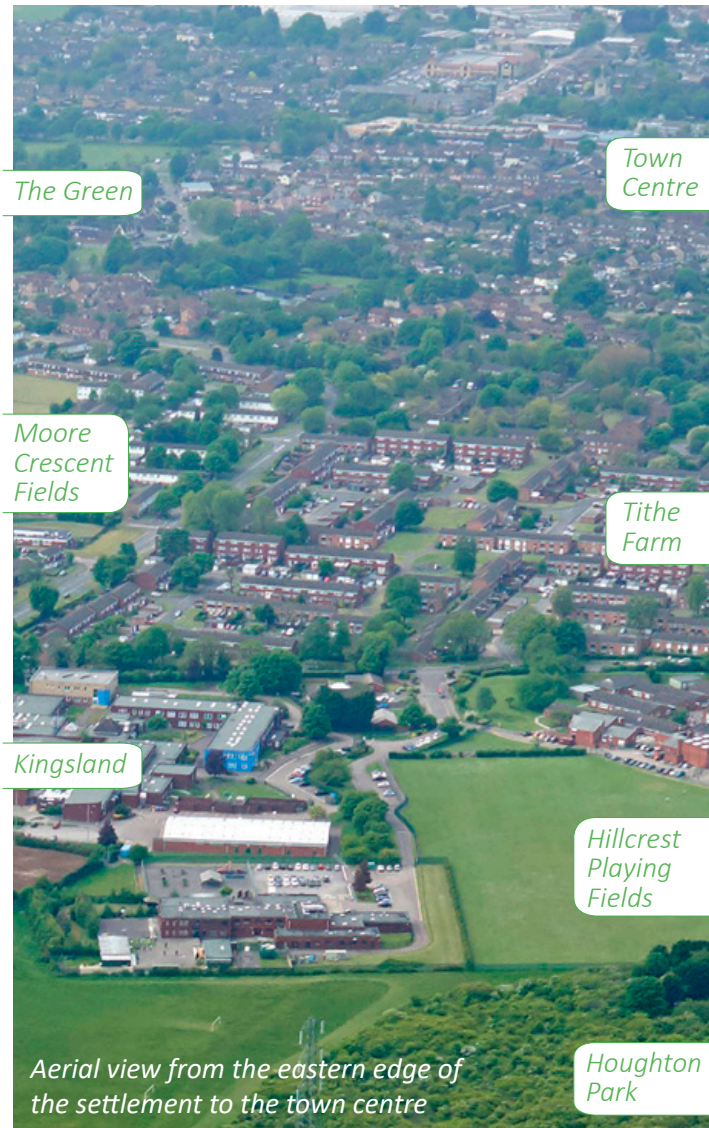 The Green
Town
Centre
Moore
Crescent
Fields
Tithe
Farm
Kingsland
Hillcrest
Playing
Fields
Houghton
Park
Aerial view from the eastern edge of
the settlement to the town centre